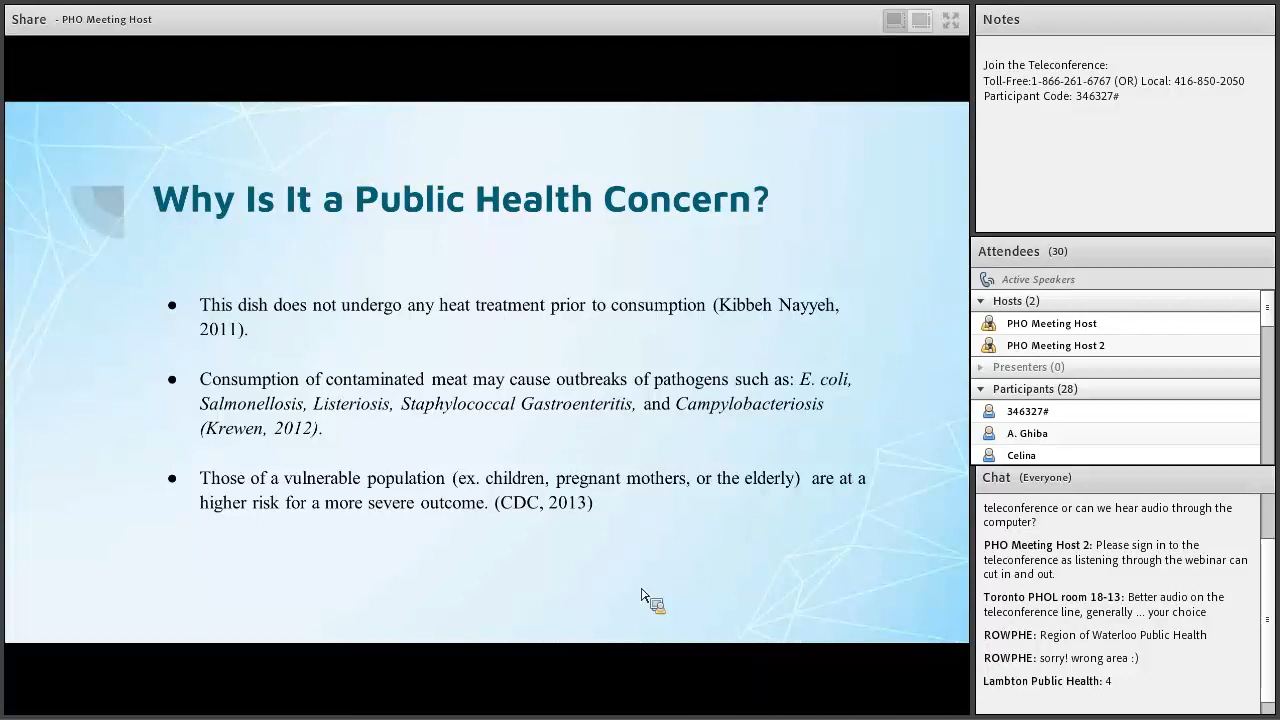 Share - PHO Meeting Host
Why Is It a Public Health Concern?
● This dish does not undergo any heat treatment prior to consumption (Kibbeh Nayyeh,
2011).
● Consumption of contaminated meat may cause outbreaks of pathogens such as: E. coli,
Salmonellosis, Listeriosis, Staphylococcal Gastroenteritis, and Campylobacteriosis
(Krewen, 2012).
● Those of a vulnerable population (ex. children, pregnant mothers, or the elderly) are at a
higher risk for a more severe outcome. (CDC, 2013)
Notes
Join the Teleconference:
Toll-Free:1-866-261-6767 (OR) Local: 416-850-2050
Participant Code: 346327#
Attendees (30)
Active Speakers
Hosts (2)
PHO Meeting Host
PHO Meeting Host 2
Presenters (0)
Participants (28)
346327#
A. Ghiba
Celina
Chat (Everyone)
teleconference or can we hear audio through the
computer?
PHO Meeting Host 2: Please sign in to the
teleconference as listening through the webinar can
cut in and out.
Toronto PHOL room 18-13: Better audio on the
teleconference line, generally ... your choice
ROWPHE: Region of Waterloo Public Health
ROWPHE: sorry! wrong area :)
Lambton Public Health: 4